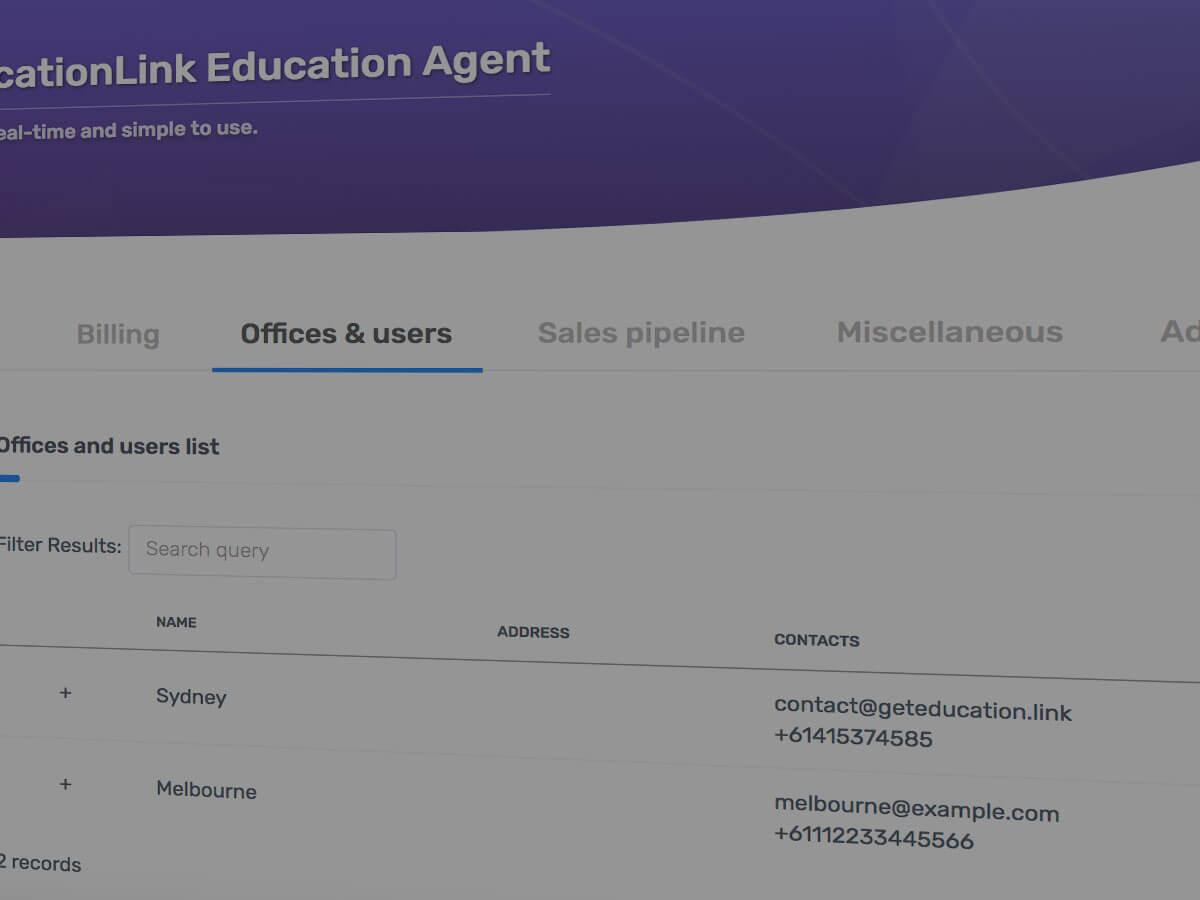 cationLink Education Agent
eal-time and simple to use.
Billing Offices & users Sales pipeline Miscellaneous Ad
Offices and users list
Filter Results: Search query
NAME ADDRESS CONTACTS
+ Sydney contact@geteducation.link
+61415374585
+ Melbourne melbourne@example.com
+61112233445566
2 records